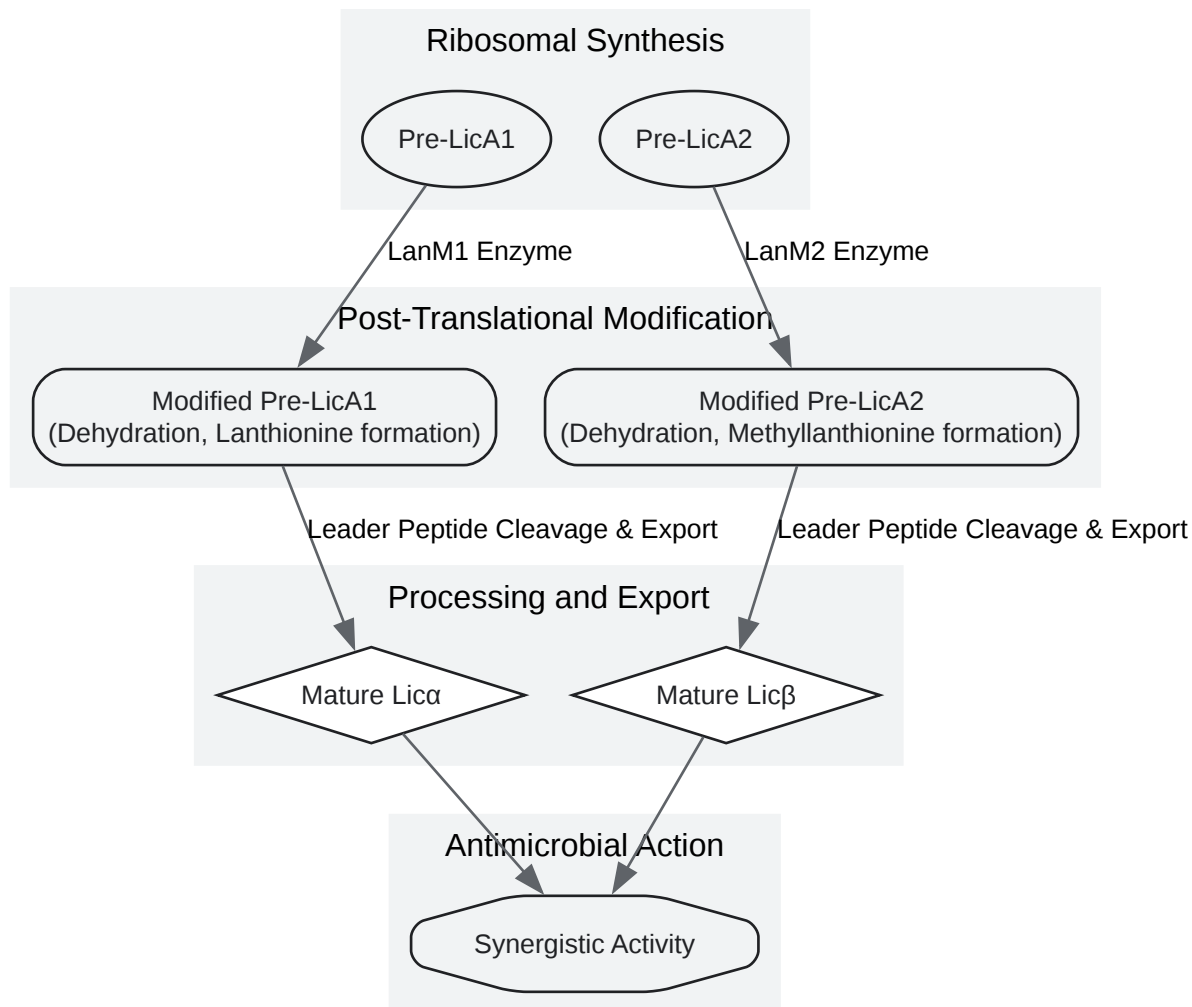 Ribosomal Synthesis
Pre-LicA1
Pre-LicA2
LanM1 Enzyme
LanM2 Enzyme
Post-Translational Modification
Modified Pre-LicA1
(Dehydration, Lanthionine formation)
Modified Pre-LicA2
(Dehydration, Methyllanthionine formation)
Leader Peptide Cleavage & Export
Leader Peptide Cleavage & Export
Processing and Export
Mature Licα
Mature Licβ
Antimicrobial Action
Synergistic Activity